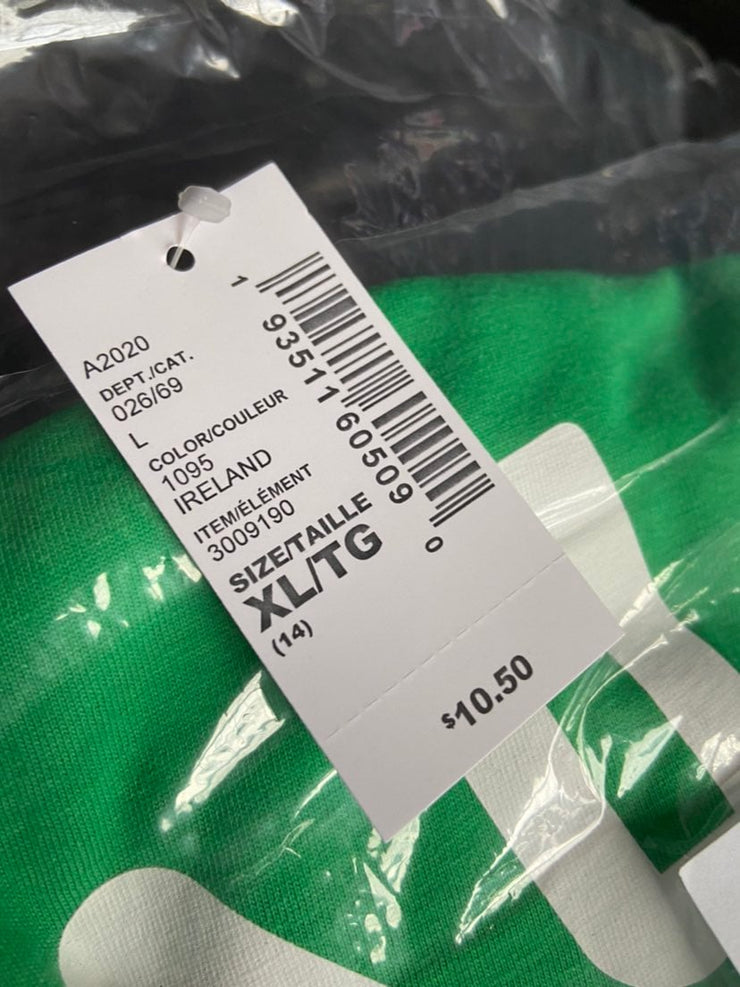 A2020
DEPT./CAT.
026/69
L
COLOR/COULEUR
1095
IRELAND
ITEM/ÉLÉMENT
3009190
SIZE/TAILLE
XL/TG
(14)
1 93511 60509 0
$10.50